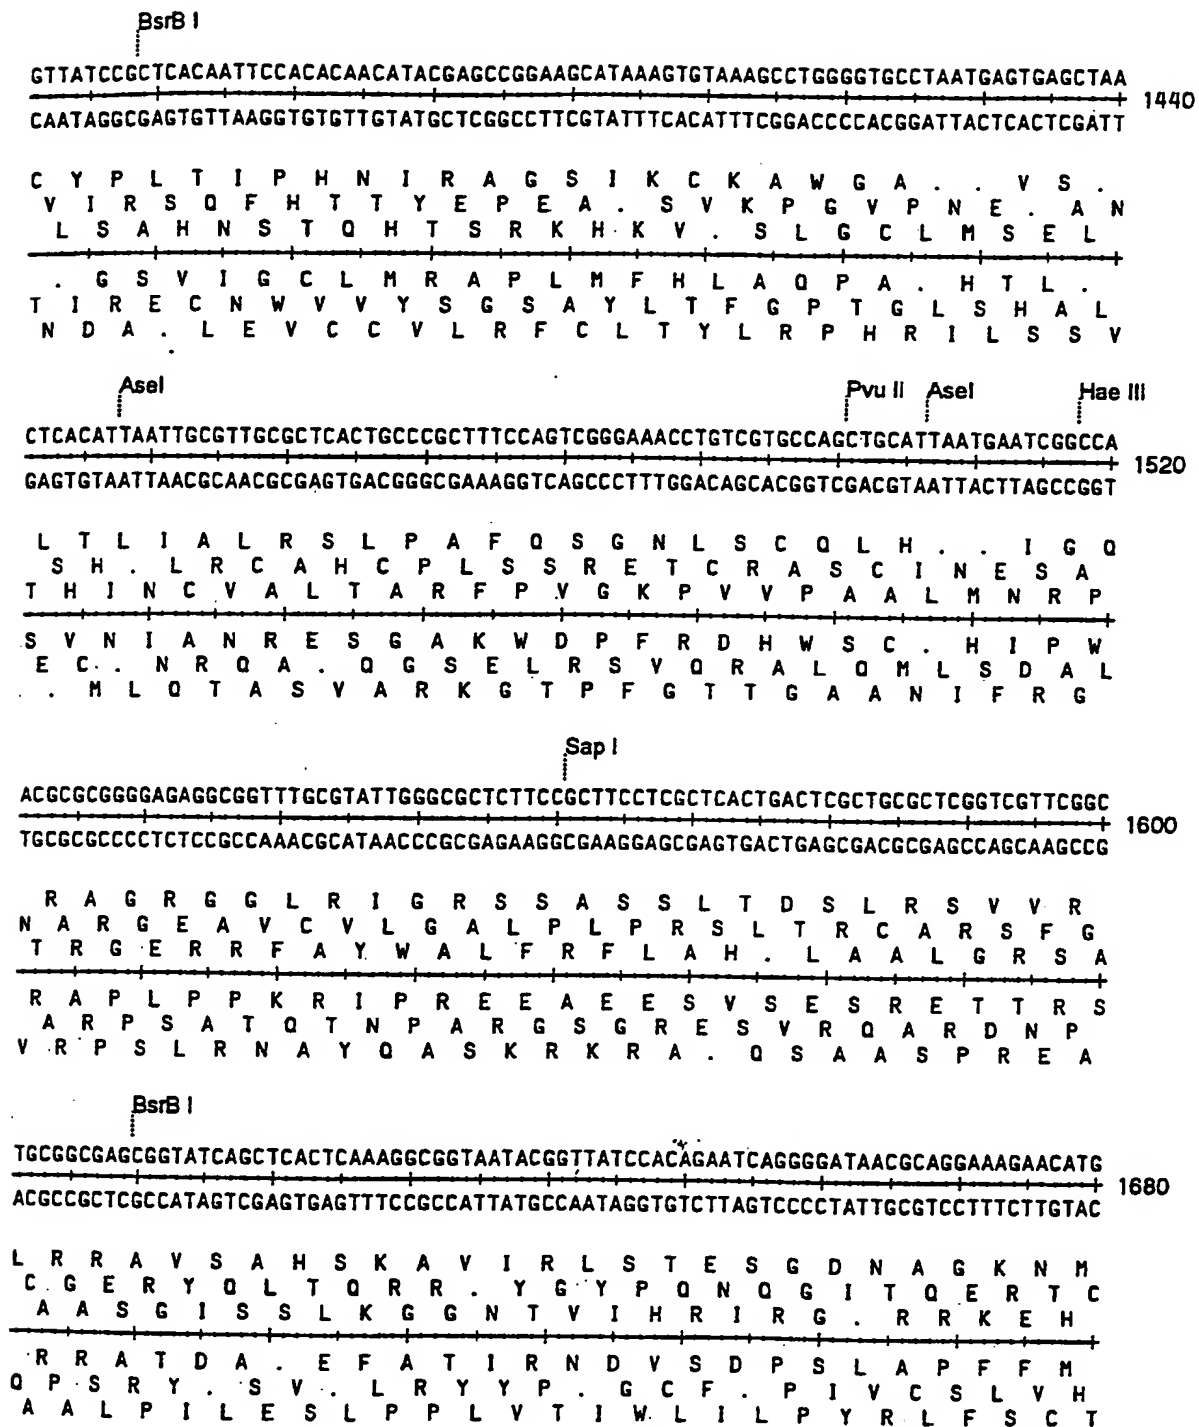 BsrB I
GTTATCCGCTCACAATTCCACACAACATACGAGCCGGAAGCATAAAGTGTAAAGCCTGGGGTGCCTAATGAGTGAGCTAA
1440
CAATAGGCGAGTGTTAAGGTGTGTTGTATGCTCGGCCTTCGTATTTCACATTTCGGACCCCACGGATTACTCACTCGATT
C Y P L T I P H N I R A G S I K C K A W G A . . V S .
V I R S Q F H T T Y E P E A . S V K P G V P N E . A N
L S A H N S T Q H T S R K H K V . S L G C L M S E L
. G S V I G C L M R A P L M F H L A Q P A . H T L .
T I R E C N W V V Y S G S A Y L T F G P T G L S H A L
N D A . L E V C C V L R F C L T Y L R P H R I L S S V
AseI Pvu II AseI Hae III
CTCACATTAATTGCGTTGCGCTCACTGCCCGCTTTCCAGTCGGGAAACCTGTCGTGCCAGCTGCATTAATGAATCGGCCA
1520
GAGTGTAATTAACGCAACGCGAGTGACGGGCGAAAGGTCAGCCCTTTGGACAGCACGGTCGACGTAATTACTTAGCCGGT
L T L I A L R S L P A F Q S G N L S C Q L H . . I G Q
S H . L R C A H C P L S S R E T C R A S C I N E S A
T H I N C V A L T A R F P V G K P V V P A A L M N R P
S V N I A N R E S G A K W D P F R D H W S C . H I P W
E C . . N R Q A . Q G S E L R S V Q R A L Q M L S D A L
. M L Q T A S V A R K G T P F G T T G A A N I F R G
Sap I
ACGCGCGGGGAGAGGCGGTTTGCGTATTGGGCGCTCTTCCGCTTCCTCGCTCACTGACTCGCTGCGCTCGGTCGTTCGGC
1600
TGCGCGCCCCTCTCCGCCAAACGCATAACCCGCGAGAAGGCGAAGGAGCGAGTGACTGAGCGACGCGAGCCAGCAAGCCG
R A G R G G L R I G R S S A S S L T D S L R S V V R
N A R G E A V C V L G A L P L P R S L T R C A R S F G
T R G E R R F A Y W A L F R F L A H . L A A L G R S A
R A P L P P K R I P R E E A E E S V S E S R E T T R S
A R P S A T Q T N P A R G S G R E S V R Q A R D N P
V R P S L R N A Y Q A S K R K R A . Q S A A S P R E A
BsrB I
TGCGGCGAGCGGTATCAGCTCACTCAAAGGCGGTAATACGGTTATCCACAGAATCAGGGGATAACGCAGGAAAGAACATG
1680
ACGCCGCTCGCCATAGTCGAGTGAGTTTCCGCCATTATGCCAATAGGTGTCTTAGTCCCCTATTGCGTCCTTTCTTGTAC
L R R A V S A H S K A V I R L S T E S G D N A G K N M
C G E R Y Q L T Q R R . Y G Y P Q N Q G I T Q E R T C
A A S G I S S L K G G N T V I H R I R G . R R K E H
R R A T D A . E F A T I R N D V S D P S L A P F F M
Q P S R Y . S V . L R Y Y P . G C F . P I V C S L V H
A A L P I L E S L P P L V T I W L I L P Y R L F S C T